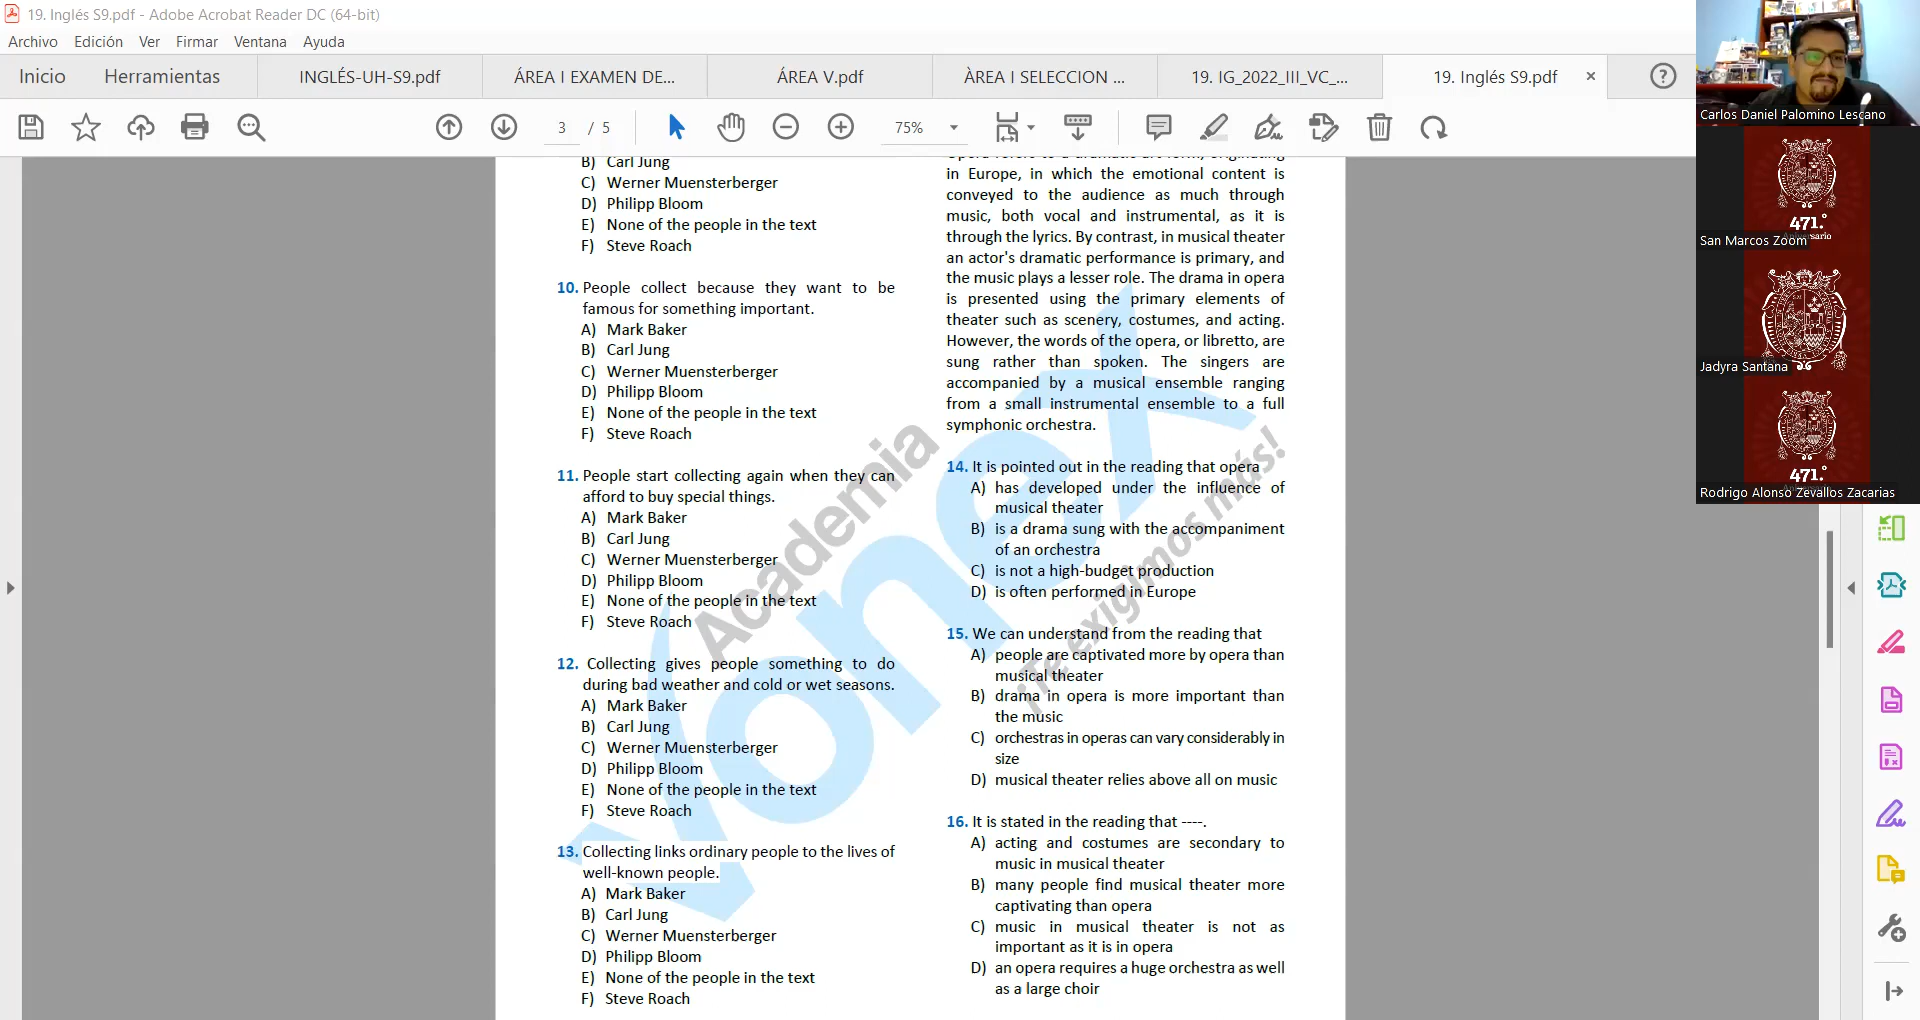 19. Inglés S9.pdf - Adobe Acrobat Reader DC (64-bit)
Archivo Edición Ver Firmar Ventana Ayuda
Inicio Herramientas INGLÉS-UH-S9.pdf ÁREA I EXAMEN DE... ÁREA V.pdf ÀREA I SELECCION ... 19. IG_2022_III_VC_... 19. Inglés S9.pdf
3 / 5 75%
B) Carl Jung
C) Werner Muensterberger
D) Philipp Bloom
E) None of the people in the text
F) Steve Roach
10. People collect because they want to be
famous for something important.
A) Mark Baker
B) Carl Jung
C) Werner Muensterberger
D) Philipp Bloom
E) None of the people in the text
F) Steve Roach
11. People start collecting again when they can
afford to buy special things.
A) Mark Baker
B) Carl Jung
C) Werner Muensterberger
D) Philipp Bloom
E) None of the people in the text
F) Steve Roach
12. Collecting gives people something to do
during bad weather and cold or wet seasons.
A) Mark Baker
B) Carl Jung
C) Werner Muensterberger
D) Philipp Bloom
E) None of the people in the text
F) Steve Roach
13. Collecting links ordinary people to the lives of
well-known people.
A) Mark Baker
B) Carl Jung
C) Werner Muensterberger
D) Philipp Bloom
E) None of the people in the text
F) Steve Roach
Opera refers to a dramatic art form, originating
in Europe, in which the emotional content is
conveyed to the audience as much through
music, both vocal and instrumental, as it is
through the lyrics. By contrast, in musical theater
an actor's dramatic performance is primary, and
the music plays a lesser role. The drama in opera
is presented using the primary elements of
theater such as scenery, costumes, and acting.
However, the words of the opera, or libretto, are
sung rather than spoken. The singers are
accompanied by a musical ensemble ranging
from a small instrumental ensemble to a full
symphonic orchestra.
14. It is pointed out in the reading that opera
A) has developed under the influence of
musical theater
B) is a drama sung with the accompaniment
of an orchestra
C) is not a high-budget production
D) is often performed in Europe
15. We can understand from the reading that
A) people are captivated more by opera than
musical theater
B) drama in opera is more important than
the music
C) orchestras in operas can vary considerably in
size
D) musical theater relies above all on music
16. It is stated in the reading that ----.
A) acting and costumes are secondary to
music in musical theater
B) many people find musical theater more
captivating than opera
C) music in musical theater is not as
important as it is in opera
D) an opera requires a huge orchestra as well
as a large choir
Academia
Vonex
¡Te exigimos más!
Carlos Daniel Palomino Lescano
471.°
Aniversario
San Marcos Zoom
Jadyra Santana
471.°
Rodrigo Alonso Zevallos Zacarias